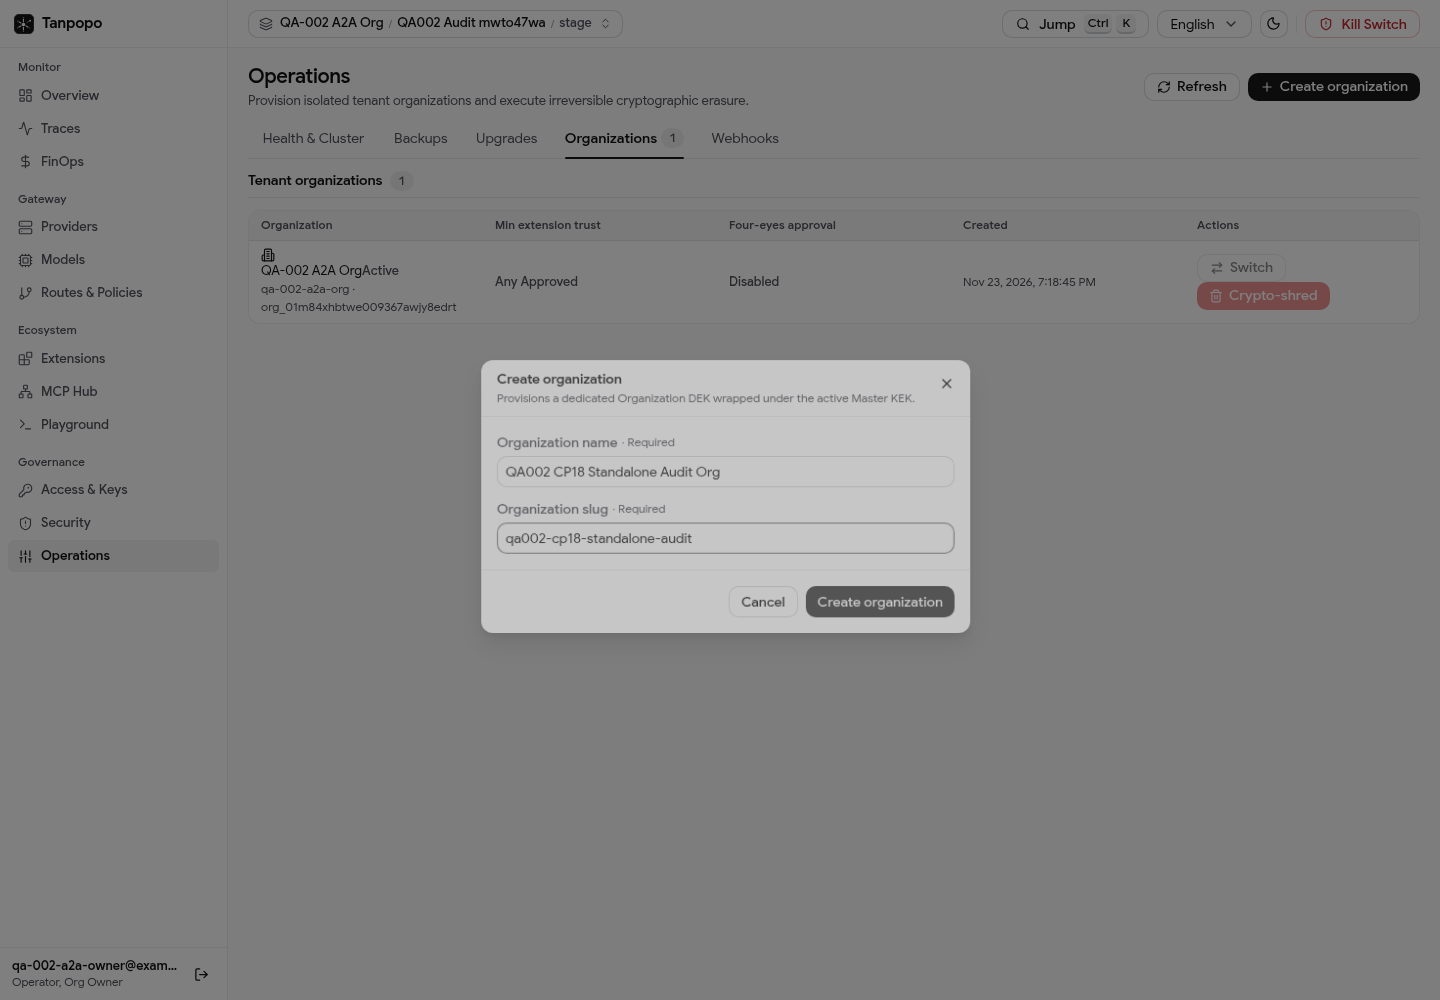 Tanpopo
QA-002 A2A Org / QA002 Audit mwto47wa / stage
Jump Ctrl K
English
Kill Switch
Monitor
Overview
Traces
FinOps
Gateway
Providers
Models
Routes & Policies
Ecosystem
Extensions
MCP Hub
Playground
Governance
Access & Keys
Security
Operations
qa-002-a2a-owner@exam...
Operator, Org Owner
Operations
Provision isolated tenant organizations and execute irreversible cryptographic erasure.
Refresh
Create organization
Health & Cluster Backups Upgrades Organizations 1 Webhooks
Tenant organizations 1
Organization Min extension trust Four-eyes approval Created Actions
QA-002 A2A OrgActive
qa-002-a2a-org ·
org_01m84xhbtwe009367awjy8edrt
Any Approved
Disabled
Nov 23, 2026, 7:18:45 PM
Switch
Crypto-shred
Create organization
Provisions a dedicated Organization DEK wrapped under the active Master KEK.
Organization name · Required
QA002 CP18 Standalone Audit Org
Organization slug · Required
qa002-cp18-standalone-audit
Cancel
Create organization